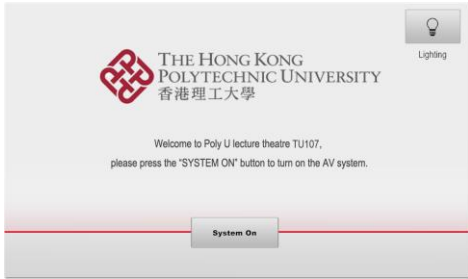 THE HONG KONG
POLYTECHNIC UNIVERSITY
香港理工大學
Lighting
Welcome to Poly U lecture theatre TU107,
please press the "SYSTEM ON" button to turn on the AV system.
System On